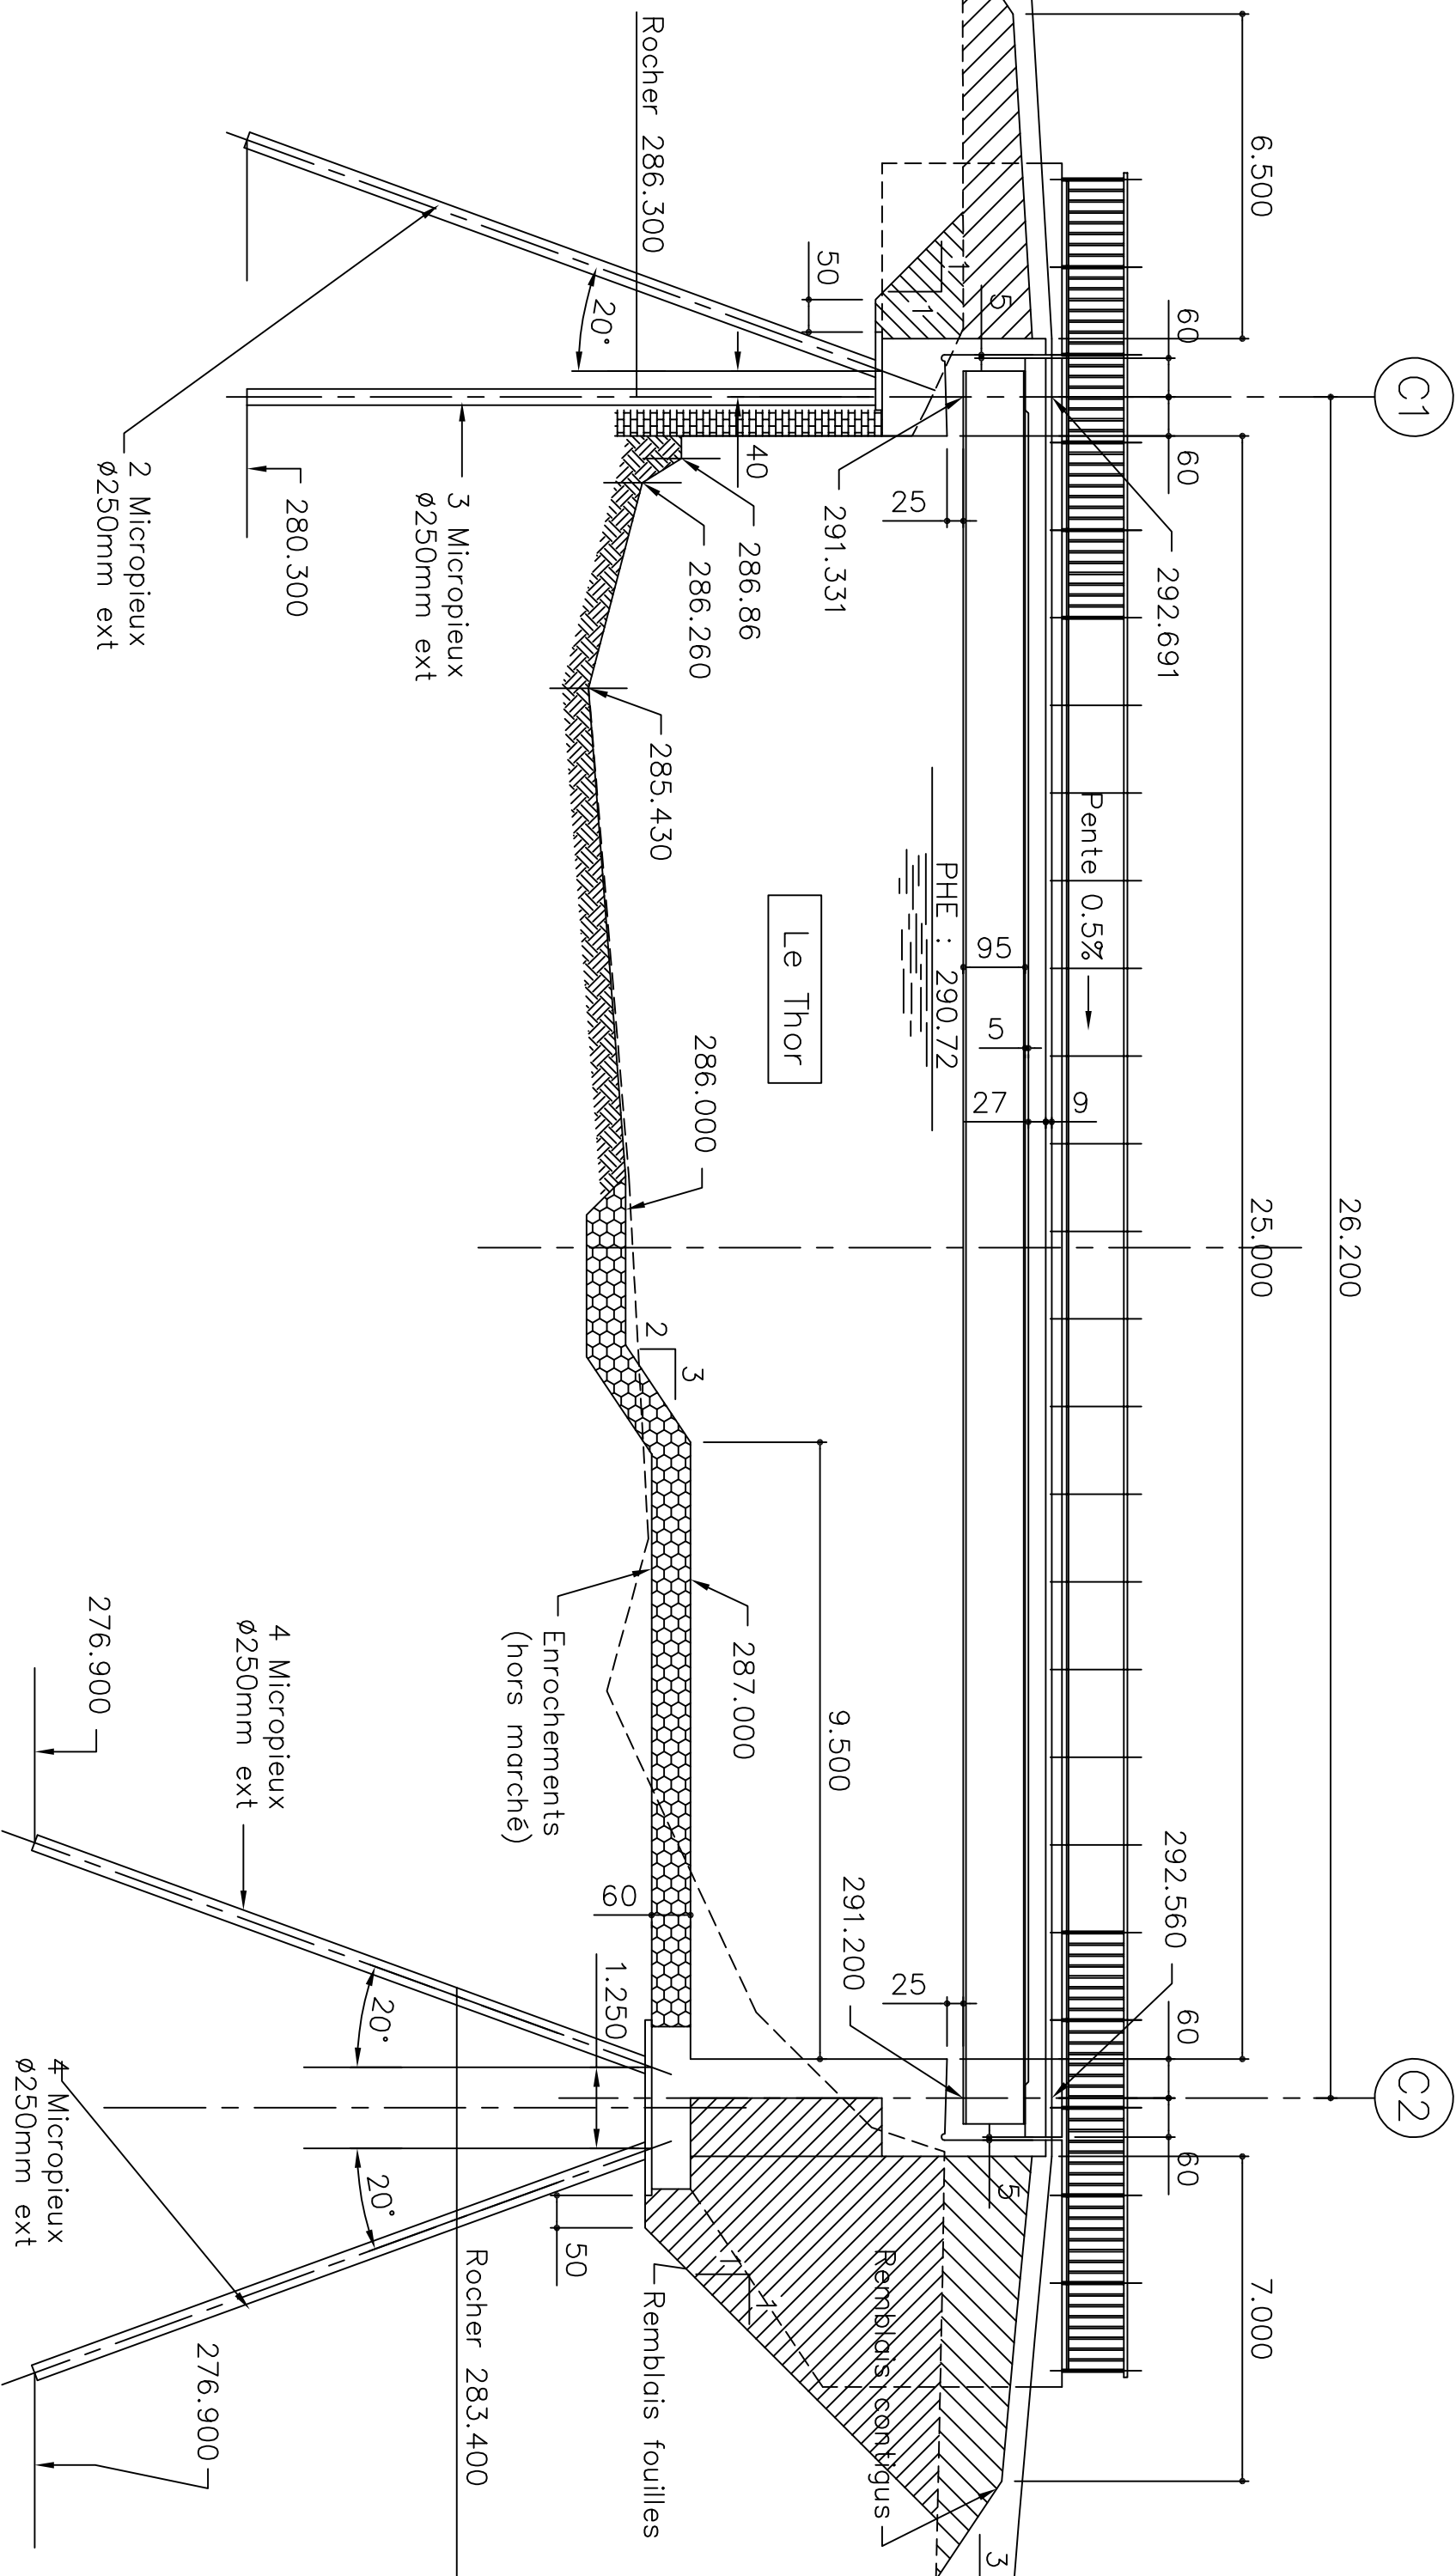 C1
C2
26.200
6.500
25.000
7.000
60
60
60
60
292.691
292.560
Pente 0.5%
9
5
27
95
5
5
291.331
291.200
25
25
PHE : 290.72
Le Thor
1
1
50
40
286.86
286.260
285.430
286.000
2
3
287.000
9.500
60
1.250
50
1
1
3
Remblais contigus
Remblais fouilles
Enrochements
(hors marché)
Rocher 286.300
Rocher 283.400
20°
20°
20°
3 Micropieux
ø250mm ext
2 Micropieux
ø250mm ext
280.300
4 Micropieux
ø250mm ext
4 Micropieux
ø250mm ext
276.900
276.900